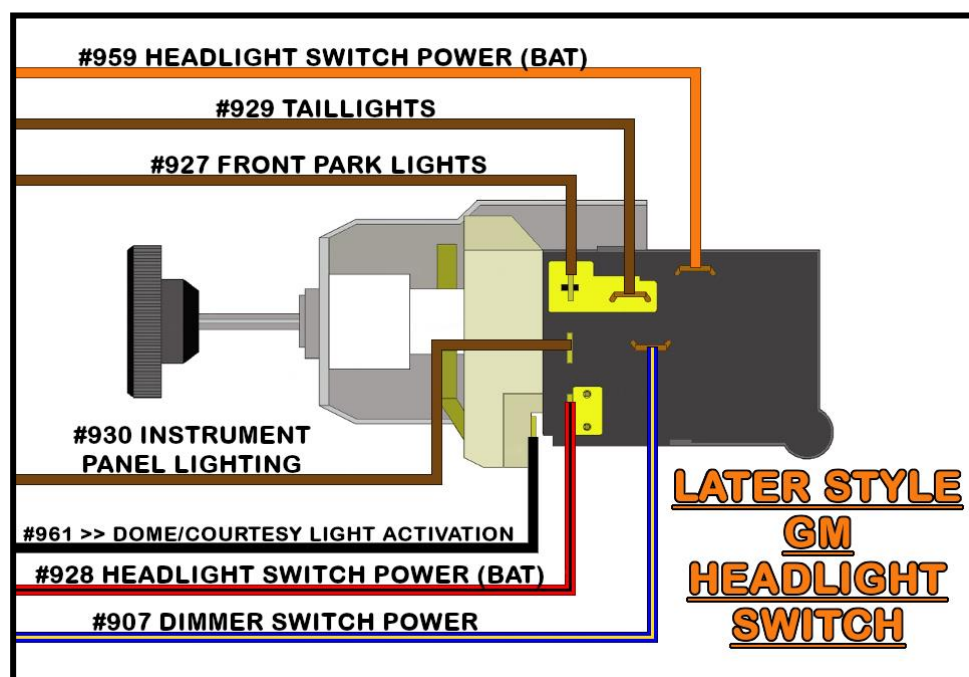 #959 HEADLIGHT SWITCH POWER (BAT)
#929 TAILLIGHTS
#927 FRONT PARK LIGHTS
#930 INSTRUMENT
PANEL LIGHTING
#961 >> DOME/COURTESY LIGHT ACTIVATION
#928 HEADLIGHT SWITCH POWER (BAT)
#907 DIMMER SWITCH POWER
LATER STYLE
GM
HEADLIGHT
SWITCH